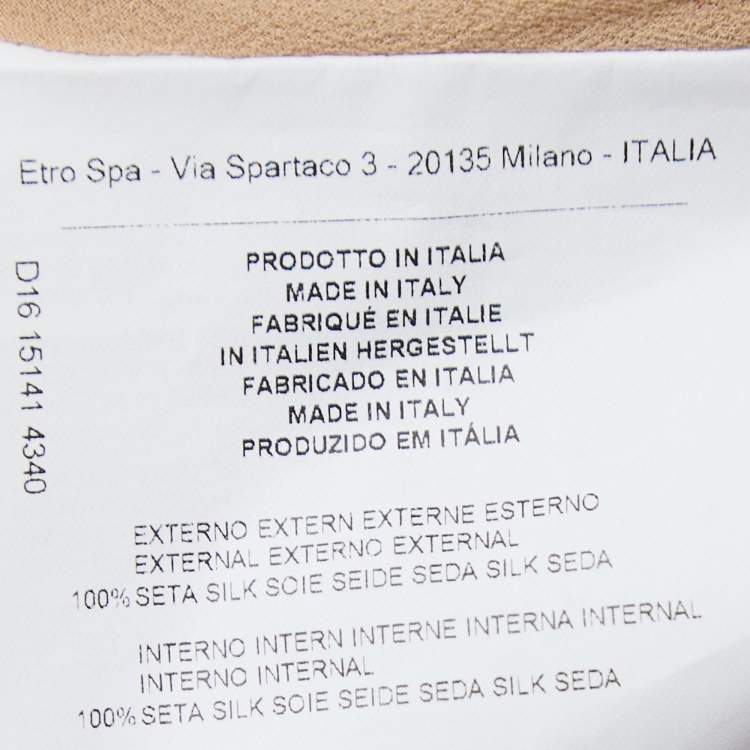 Etro Spa - Via Spartaco 3 - 20135 Milano - ITALIA
D16 15141 4340
PRODOTTO IN ITALIA
MADE IN ITALY
FABRIQUÉ EN ITALIE
IN ITALIEN HERGESTELLT
FABRICADO EN ITALIA
MADE IN ITALY
PRODUZIDO EM ITÁLIA
EXTERNO EXTERN EXTERNE ESTERNO
EXTERNAL EXTERNO EXTERNAL
100% SETA SILK SOIE SEIDE SEDA SILK SEDA
INTERNO INTERN INTERNE INTERNA INTERNAL
INTERNO INTERNAL
100% SETA SILK SOIE SEIDE SEDA SILK SEDA